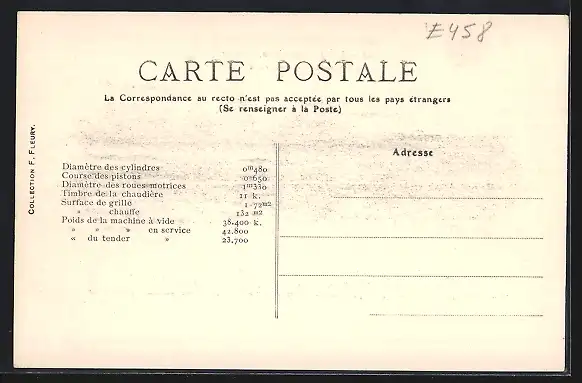 E458
CARTE POSTALE
La Correspondance au recto n'est pas acceptée par tous les pays étrangers
(Se renseigner à la Poste)
COLLECTION F. FLEURY.
Adresse
Diamètre des cylindres 0m480
Course des pistons 0m650
Diamètre des roues motrices 1m330
Timbre de la chaudière 11 k.
Surface de grille 1 72m2
» chauffe 132 m2
Poids de la machine à vide 38.400 k.
» » » en service 42.800
« du tender » 23.700